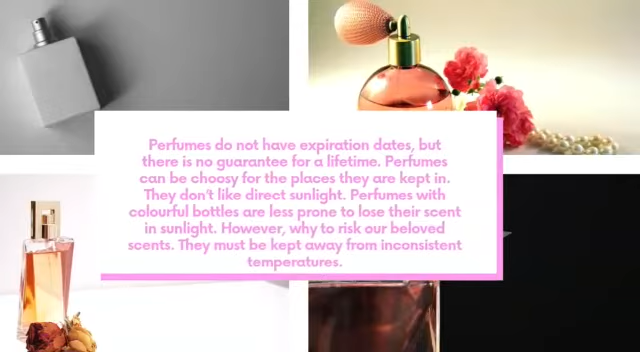 Perfumes do not have expiration dates, but
there is no guarantee for a lifetime. Perfumes
can be choosy for the places they are kept in.
They don't like direct sunlight. Perfumes with
colourful bottles are less prone to lose their scent
in sunlight. However, why to risk our beloved
scents. They must be kept away from inconsistent
temperatures.